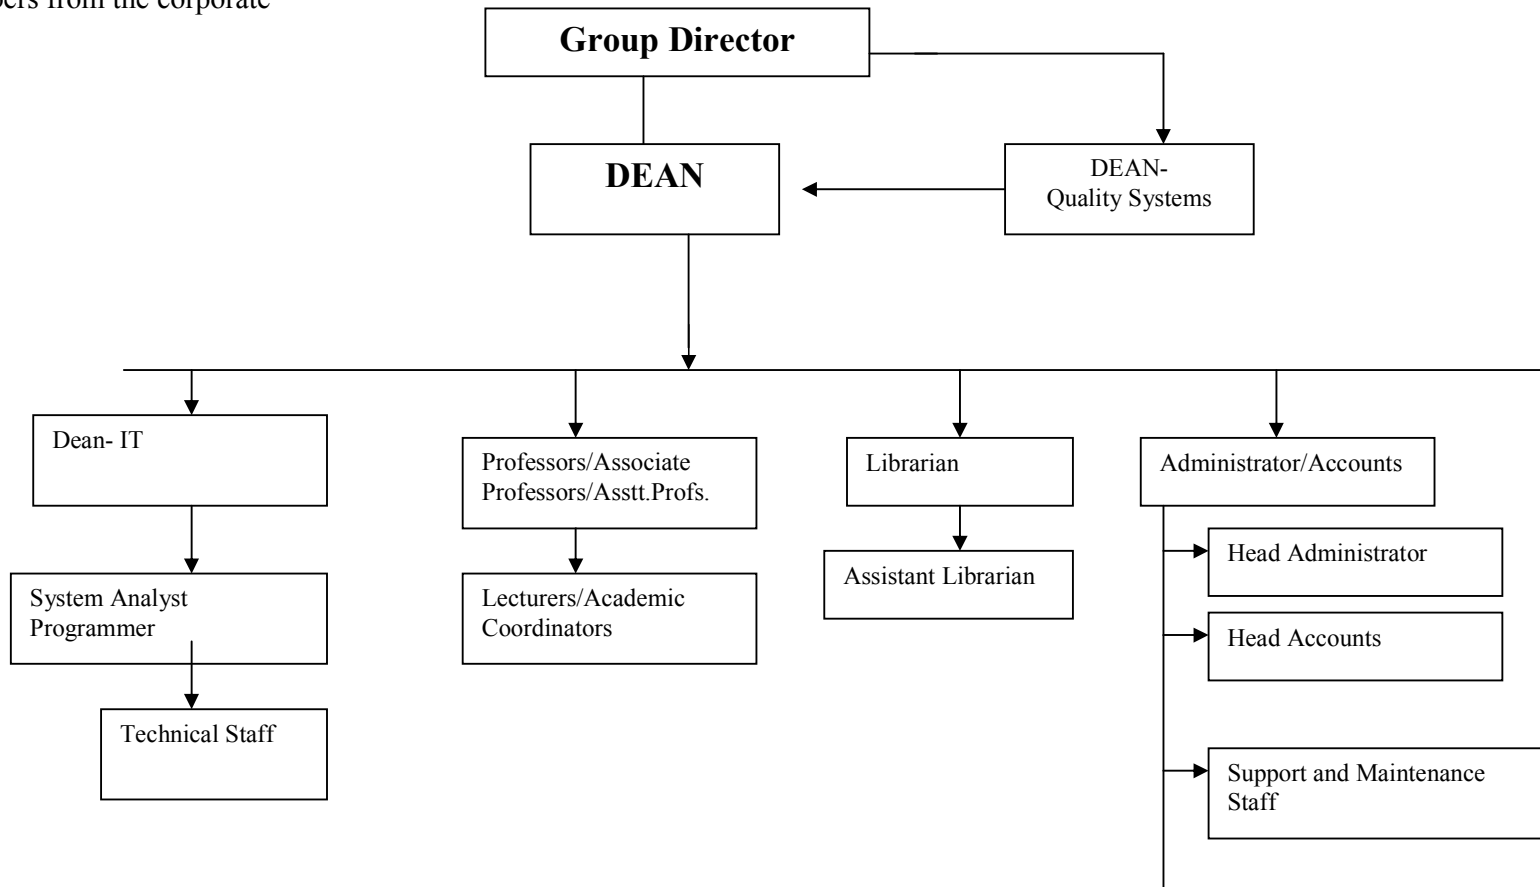 from the corporate
Group Director
DEAN
DEAN-
Quality Systems
Dean- IT
Professors/Associate
Professors/Asstt.Profs.
Librarian
Administrator/Accounts
Head Administrator
Assistant Librarian
System Analyst
Programmer
Lecturers/Academic
Coordinators
Head Accounts
Technical Staff
Support and Maintenance
Staff